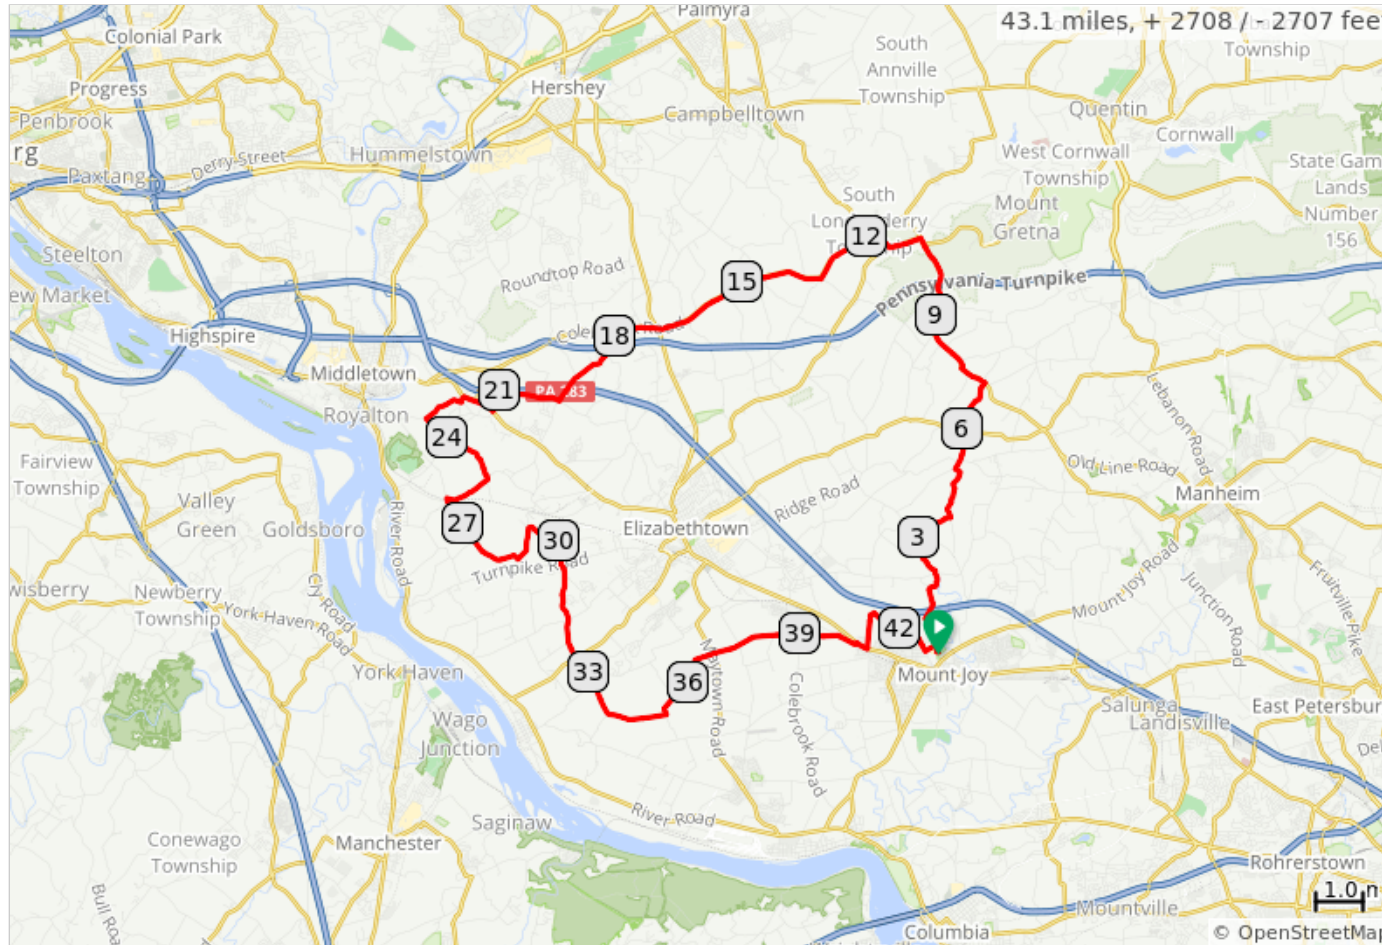 Palmyra
43.1 miles, + 2708 / - 2707 fee
Colonial Park
South
Annville
Township
Township
Progress
Hershey
Campbelltown
Quentin
Penbrook
Cornwall
rg
Derry Street
Hummelstown
West Cornwall
Township
State Gam
Lands
Number
156
Paxtang
South
Township
Mount
Gretna
12
Steelton
Roundtop Road
15
Pennsylvania Turnpike
ew Market
9
Highspire
18
Road
Middletown
21
PA 283
Royalton
24
6
Lebanon Road
Fairview
Township
Old Line Road
Valley
Green
Goldsboro
River Road
27
Elizabethtown
Ridge Road
Manheim
30
3
Turnpike Road
Mount Joy Road
Junction Road
Fruitville Pike
wisberry
Newberry
Township
Cly Road
York Haven Road
39
42
York Haven
33
36
Maytown Road
Colebrook Road
Mount Joy
Salunga
Landisville
East Petersbur
Wago
Junction
Saginaw
River Road
Conewago
Township
Manchester
Rohrerstown
Bull Roa
1.0 m
Mountville
Columbia
© OpenStreetMap